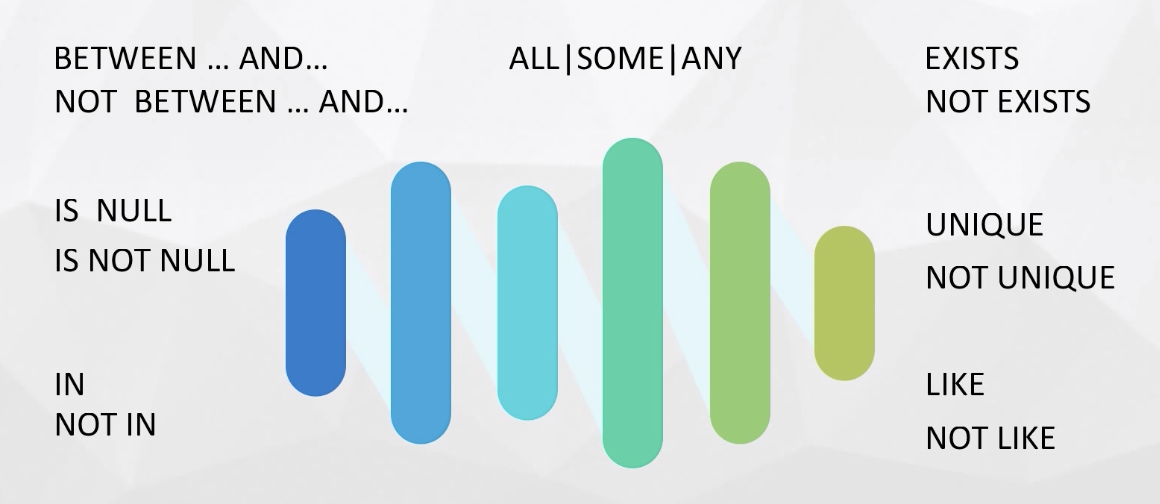 BETWEEN ... AND...
NOT  BETWEEN ... AND...
ALL|SOME|ANY
EXISTS
NOT EXISTS
IS  NULL
IS NOT NULL
UNIQUE
NOT UNIQUE
IN
NOT IN
LIKE
NOT LIKE